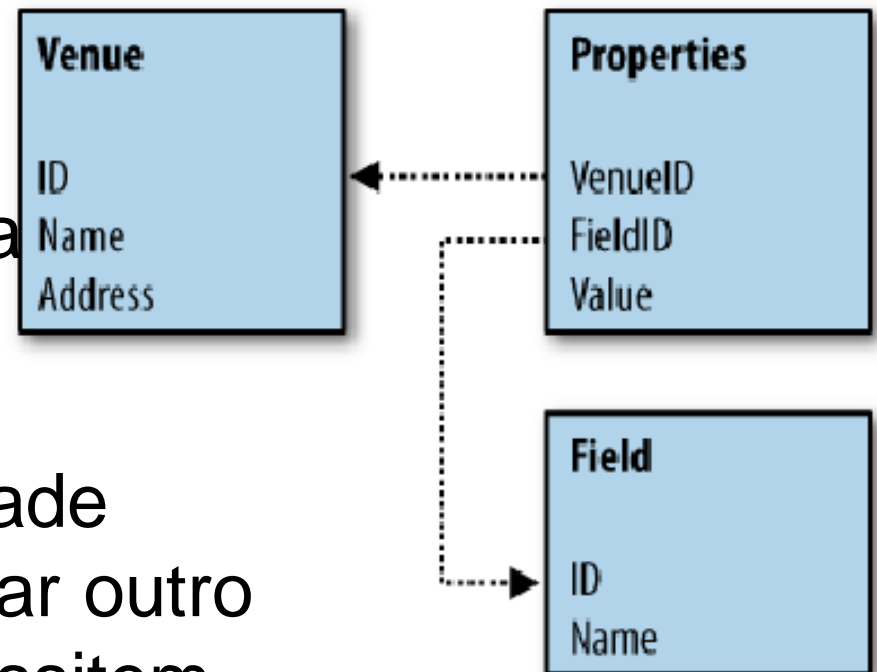 Venue
ID
Name
Address
Properties
VenueID
FieldID
Value
Field
ID
Name
a
ade
ar outro